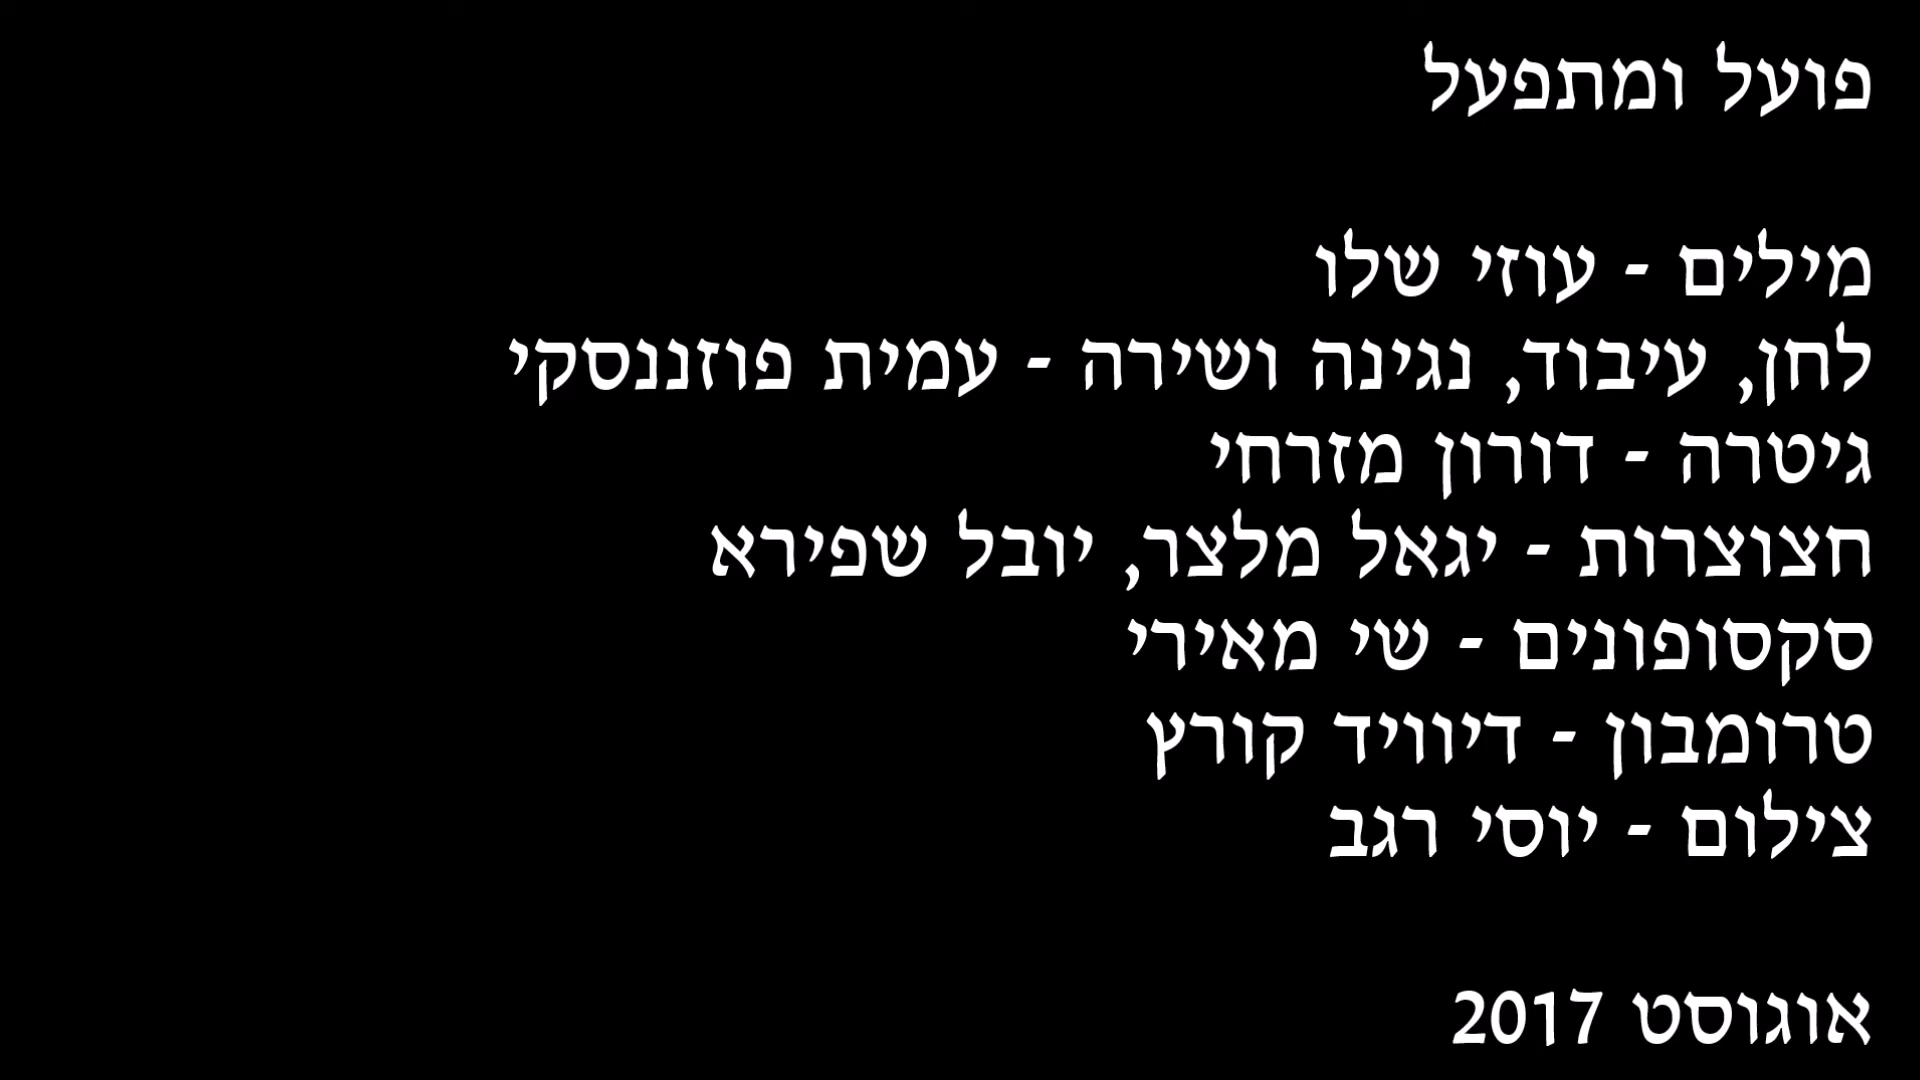 פועל ומתפעל
מילים - עוזי שלו
לחן, עיבוד, נגינה ושירה - עמית פוזננסקי
גיטרה - דורון מזרחי
חצוצרות - יגאל מלצר, יובל שפירא
סקסופונים - שי מאירי
טרומבון - דיוויד קורץ
צילום - יוסי רגב
אוגוסט 2017